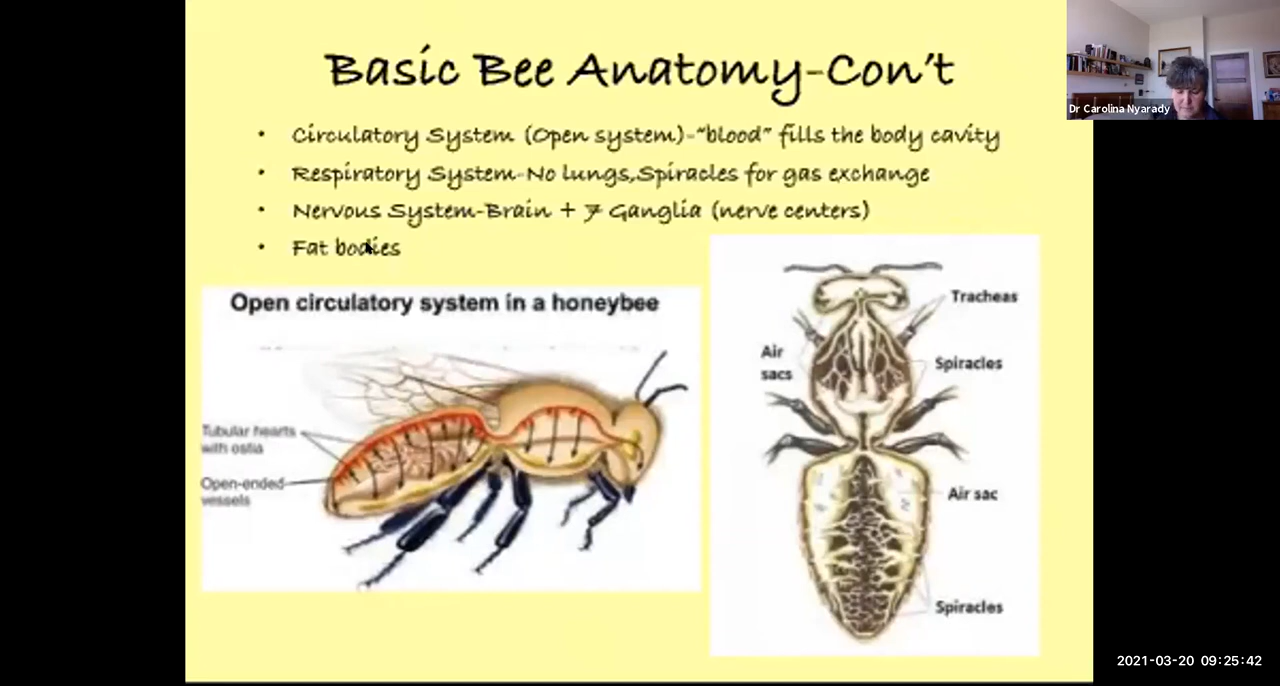 Basic Bee Anatomy-Con't
Dr Carolina Nyarady
• Circulatory System (Open system)-"blood" fills the body cavity
• Respiratory System-No lungs,Spiracles for gas exchange
• Nervous System-Brain + 7 Ganglia (nerve centers)
• Fat bodies
Open circulatory system in a honeybee
Tubular hearts
with ostia
Open-ended
vessels
Tracheas
Air
sacs
Spiracles
Air sac
Spiracles
2021-03-20 09:25:42